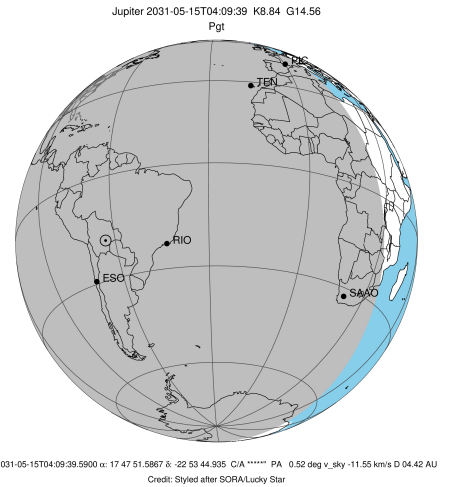 Jupiter 2031-05-15T04:09:39 K8.84 G14.56
Pgt
PIC
TEN
RIO
ESO
SAAO
031-05-15T04:09:39.5900 α: 17 47 51.5867 δ: -22 53 44.935 C/A *****" PA 0.52 deg v_sky -11.55 km/s D 04.42 AU
Credit: Styled after SORA/Lucky Star